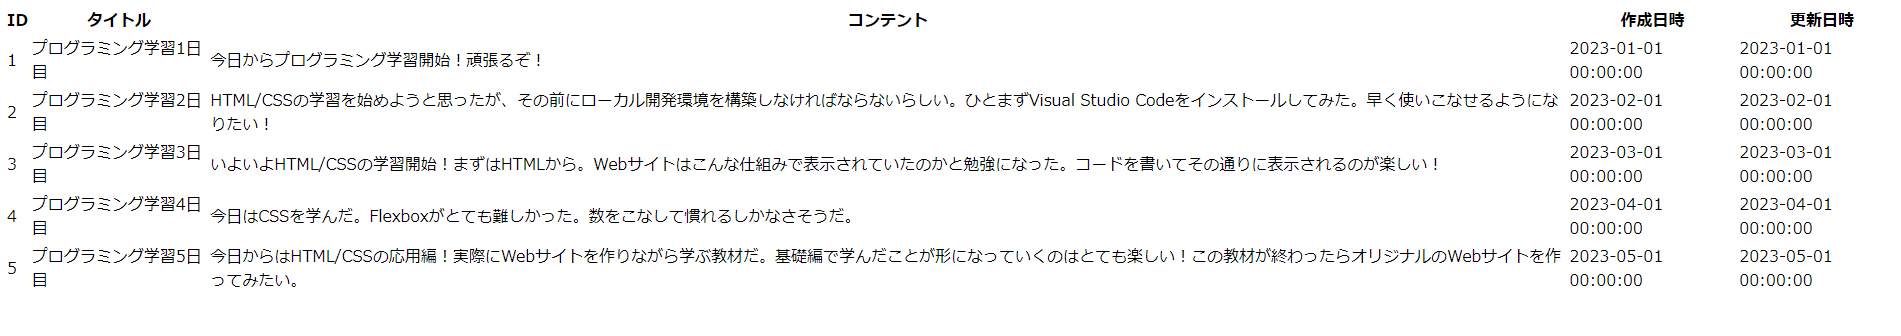 ID タイトル コンテント 作成日時 更新日時
1 プログラミング学習1日目 今日からプログラミング学習開始！頑張るぞ！ 2023-01-01 00:00:00 2023-01-01 00:00:00
2 プログラミング学習2日目 HTML/CSSの学習を始めようと思ったが、その前にローカル開発環境を構築しなければならないらしい。ひとまずVisual Studio Codeをインストールしてみた。早く使いこなせるようになりたい！ 2023-02-01 00:00:00 2023-02-01 00:00:00
3 プログラミング学習3日目 いよいよHTML/CSSの学習開始！まずはHTMLから。Webサイトはこんな仕組みで表示されていたのかと勉強になった。コードを書いてその通りに表示されるのが楽しい！ 2023-03-01 00:00:00 2023-03-01 00:00:00
4 プログラミング学習4日目 今日はCSSを学んだ。Flexboxがとても難しかった。数をこなして慣れるしかなさそうだ。 2023-04-01 00:00:00 2023-04-01 00:00:00
5 プログラミング学習5日目 今日からはHTML/CSSの応用編！実際にWebサイトを作りながら学ぶ教材だ。基礎編で学んだことが形になっていくのはとても楽しい！この教材が終わったらオリジナルのWebサイトを作ってみたい。 2023-05-01 00:00:00 2023-05-01 00:00:00